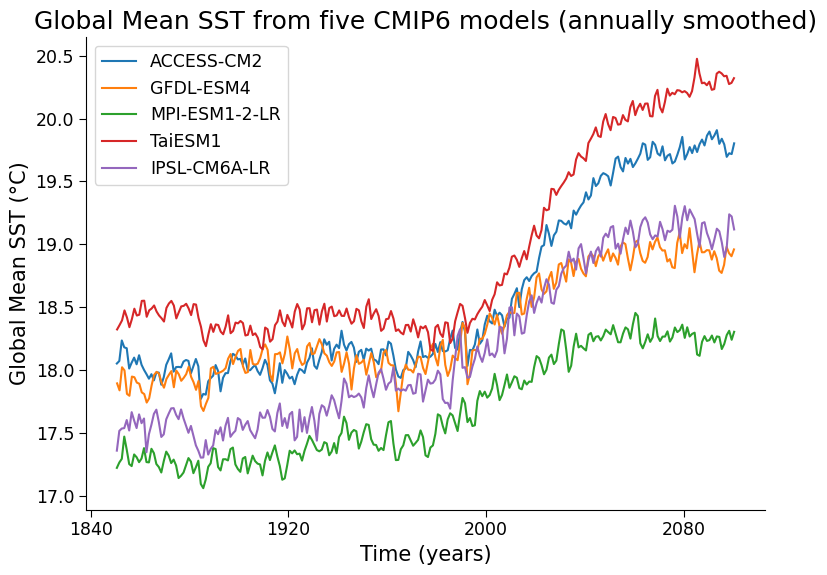 Global Mean SST from five CMIP6 models (annually smoothed)
ACCESS-CM2
GFDL-ESM4
MPI-ESM1-2-LR
TaiESM1
IPSL-CM6A-LR
Global Mean SST (°C)
20.5
20.0
19.5
19.0
18.5
18.0
17.5
17.0
1840 1920 2000 2080
Time (years)